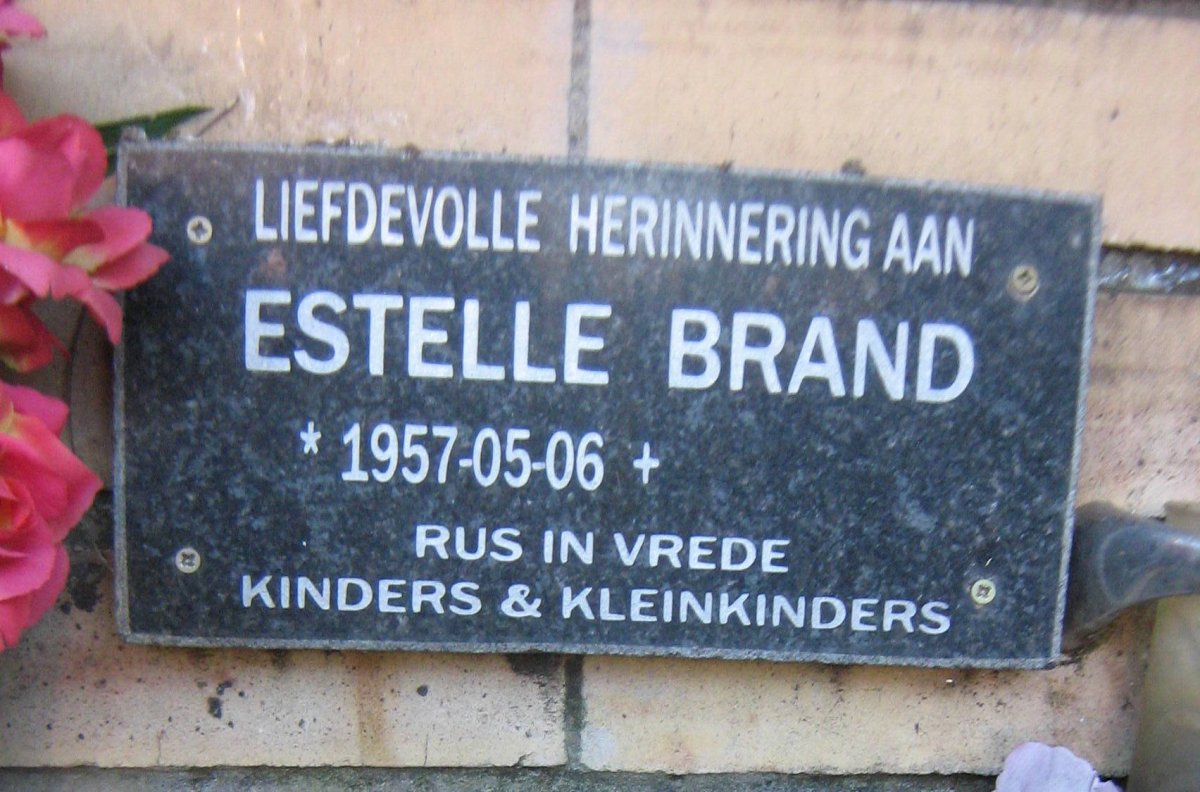 LIEFDEVOLLE HERINNERING AAN
ESTELLE BRAND
* 1957-05-06 +
RUS IN VREDE
KINDERS & KLEINKINDERS